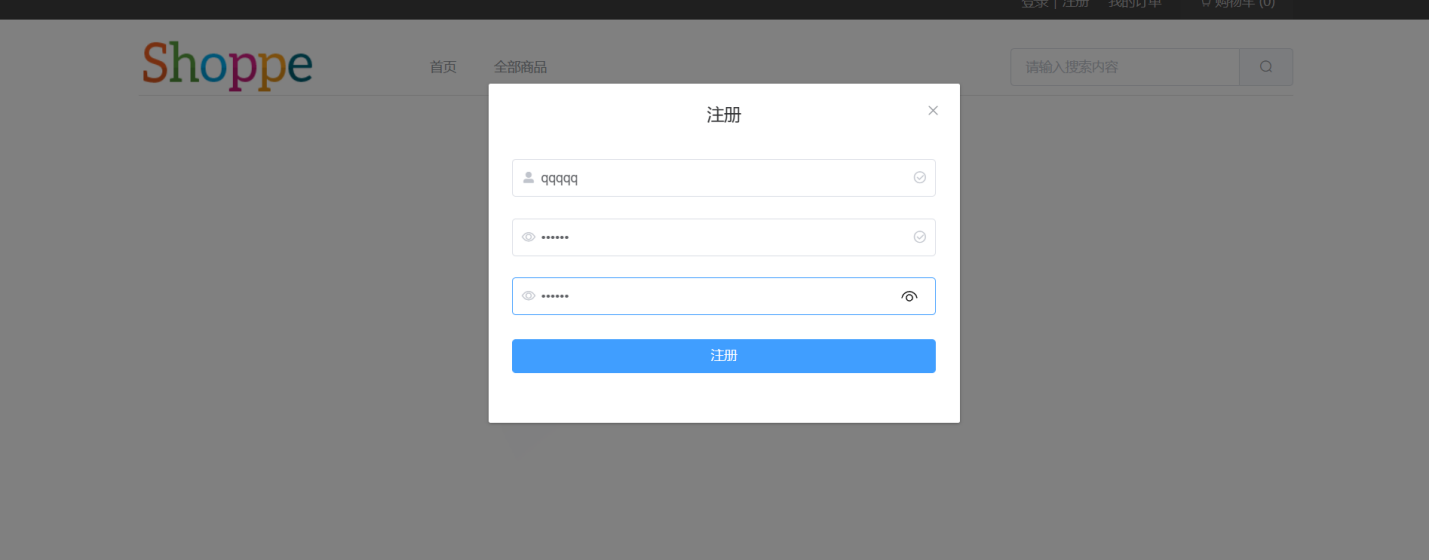 登录 | 注册 我的订单 购物车 (0)
Shoppe
首页 全部商品
请输入搜索内容
注册
qqqqq
••••••
••••••
注册